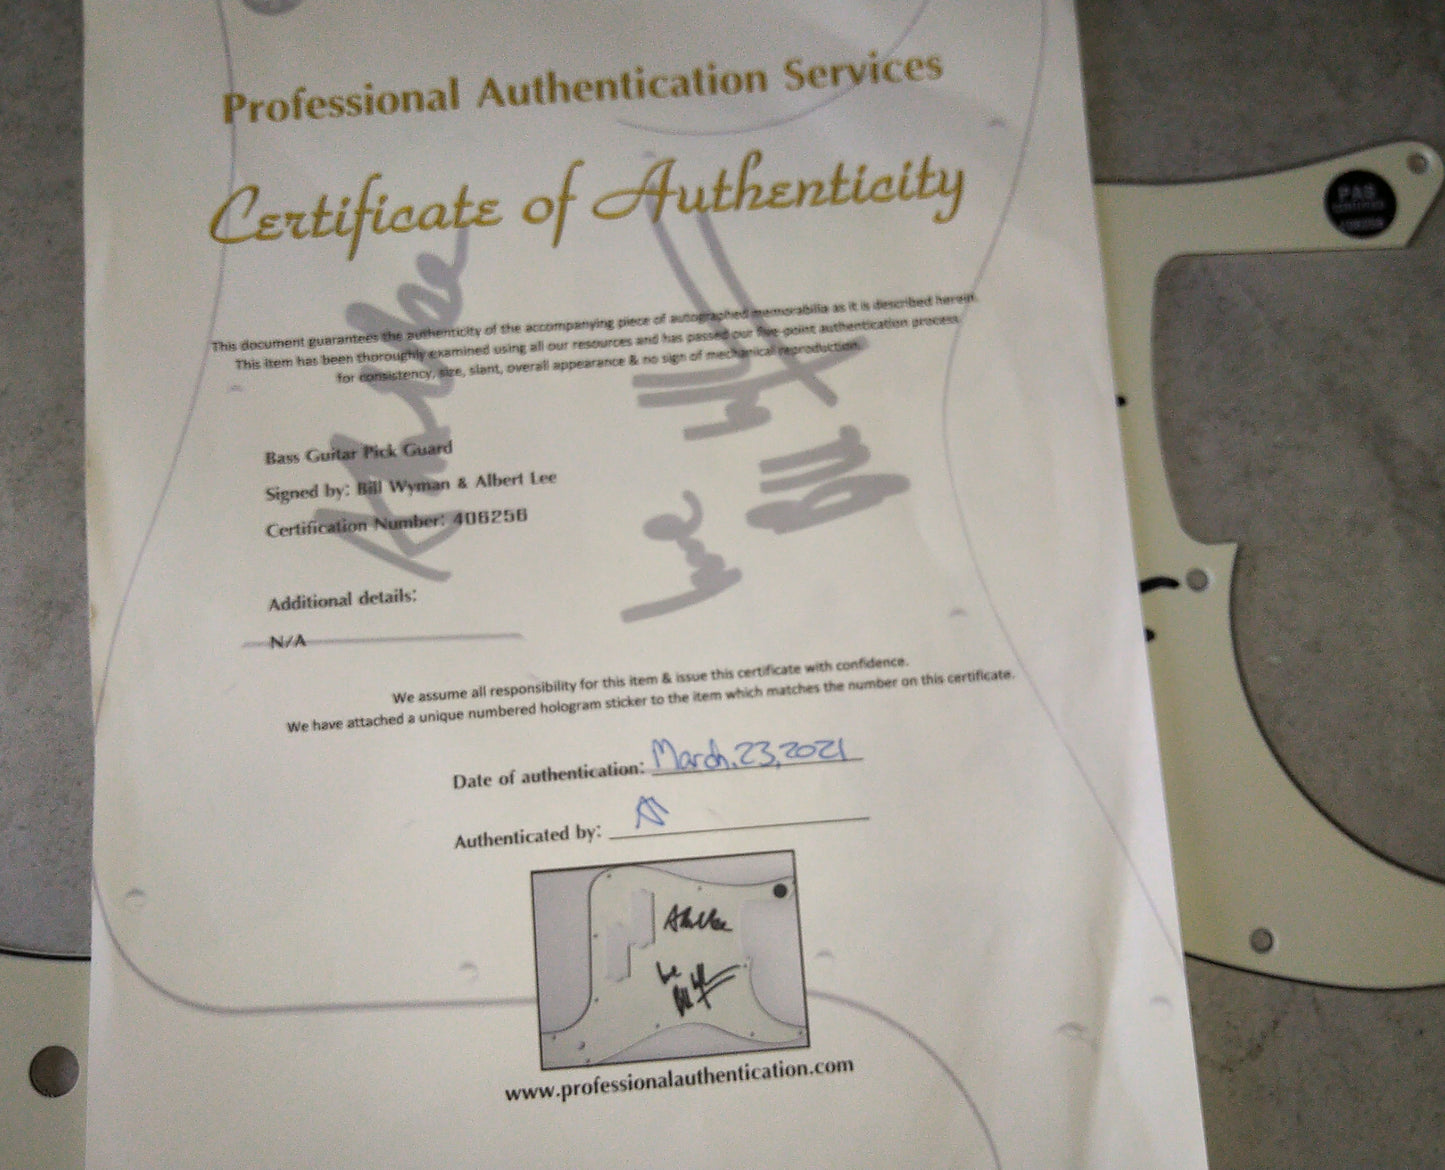 Professional Authentication Services
Certificate of Authenticity
This document guarantees the authenticity of the accompanying piece of autographed memorabilia as it is described herein.
This item has been thoroughly examined using all our resources and has passed our five-point authentication process
for consistency, size, slant, overall appearance & no sign of mechanical reproduction.
Bass Guitar Pick Guard
Signed by: Bill Wyman & Albert Lee
Certification Number: 406256
Additional details:
N/A
We assume all responsibility for this item & issue this certificate with confidence.
We have attached a unique numbered hologram sticker to the item which matches the number on this certificate.
Date of authentication: March.23,2021
Authenticated by:
www.professionalauthentication.com
PAS